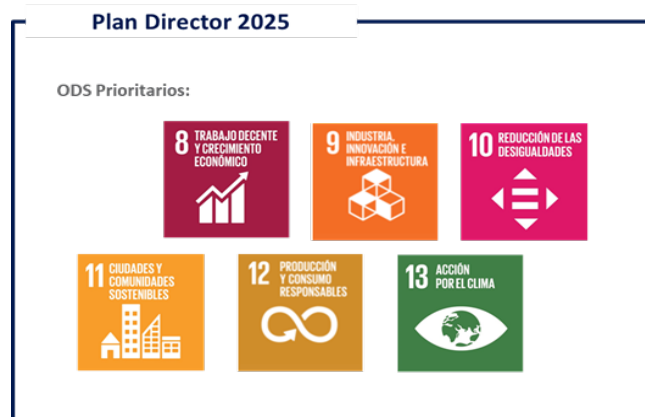 Plan Director 2025
ODS Prioritarios:
8 TRABAJO DECENTE
Y CRECIMIENTO
ECONÓMICO
9 INDUSTRIA,
INNOVACIÓN E
INFRAESTRUCTURA
10 REDUCCIÓN DE LAS
DESIGUALDADES
11 CIUDADES Y
COMUNIDADES
SOSTENIBLES
12 PRODUCCIÓN
Y CONSUMO
RESPONSABLES
13 ACCIÓN
POR EL CLIMA